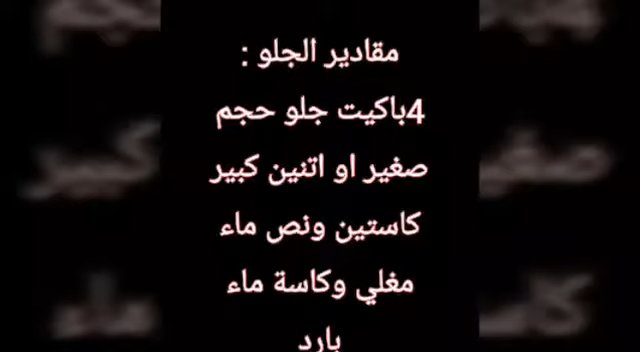 مقادير الجلو :
4باكيت جلو حجم
صغير او اتنين كبير
كاستين ونص ماء
مغلي وكاسة ماء
بارد